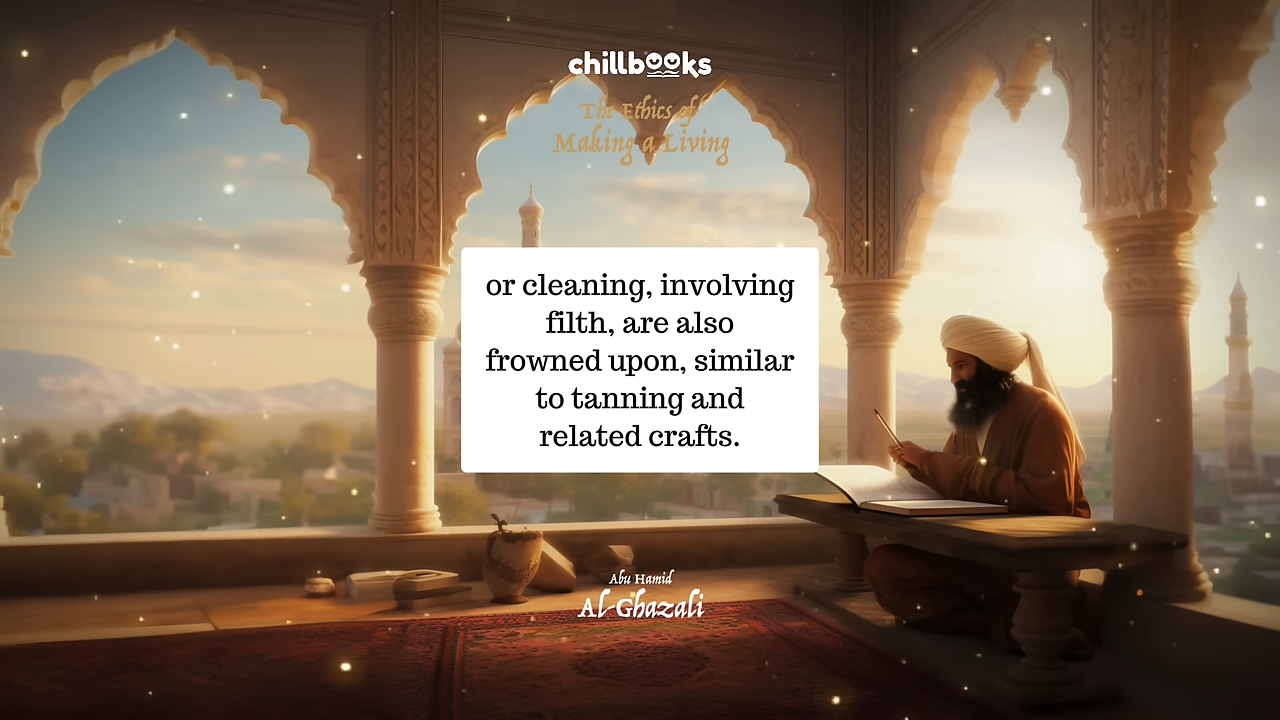 chillbooks
The Ethics of
Making a Living
or cleaning, involving
filth, are also
frowned upon, similar
to tanning and
related crafts.
Abu Hamid
Al-Ghazali